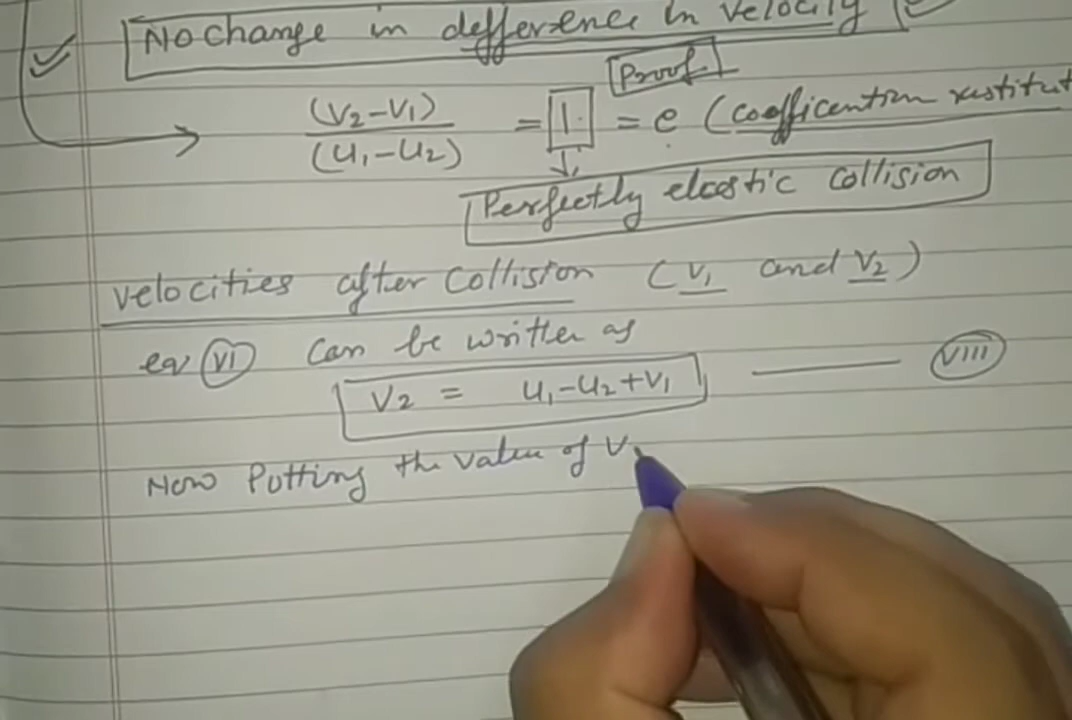 No change in defference in velocity
[Proof]
(V₂-V₁)
= 1. = e (coefficention restitut
(u₁-u₂)
Perfectly elastic collision
velocities after collision (V₁ and V₂)
eq (VI) can be written as
V₂ = u₁-u₂+V₁ (VIII)
Now Putting the value of V